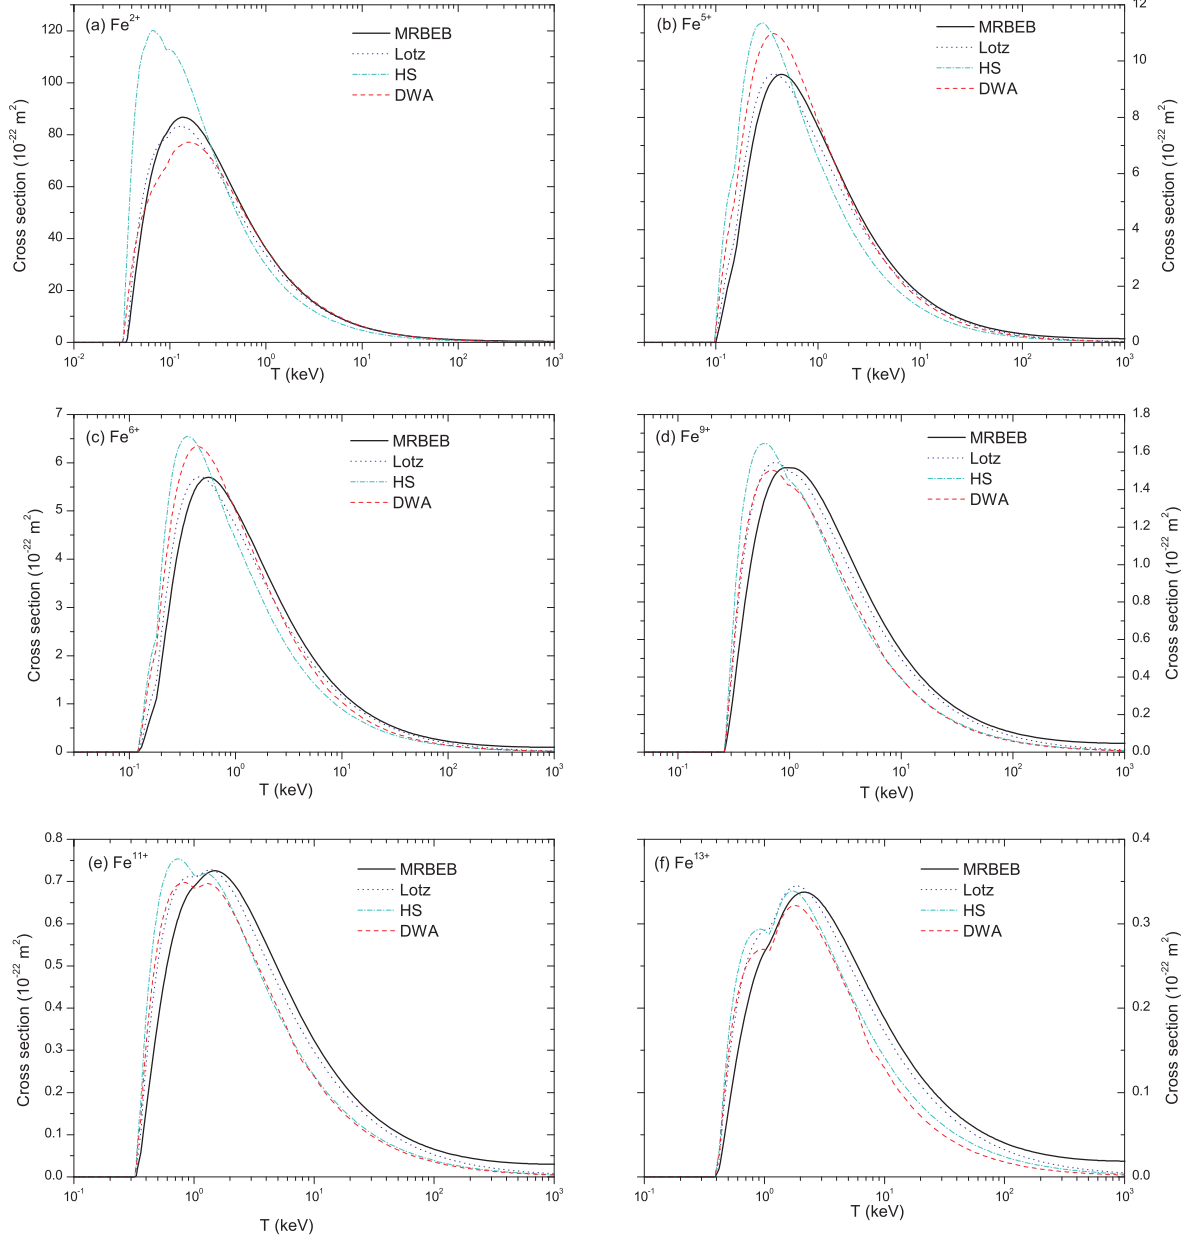 (a) Fe2+
MRBEB
Lotz
HS
DWA
Cross section (10-22 m2)
120
100
80
60
40
20
0
10-2 10-1 100 101 102 103
T (keV)
(b) Fe5+
MRBEB
Lotz
HS
DWA
Cross section (10-22 m2)
12
10
8
6
4
2
0
10-1 100 101 102 103
T (keV)
(c) Fe6+
MRBEB
Lotz
HS
DWA
Cross section (10-22 m2)
7
6
5
4
3
2
1
0
10-1 100 101 102 103
T (keV)
(d) Fe9+
MRBEB
Lotz
HS
DWA
Cross section (10-22 m2)
1.8
1.6
1.4
1.2
1.0
0.8
0.6
0.4
0.2
0.0
10-1 100 101 102 103
T (keV)
(e) Fe11+
MRBEB
Lotz
HS
DWA
Cross section (10-22 m2)
0.8
0.7
0.6
0.5
0.4
0.3
0.2
0.1
0.0
10-1 100 101 102 103
T (keV)
(f) Fe13+
MRBEB
Lotz
HS
DWA
Cross section (10-22 m2)
0.4
0.3
0.2
0.1
0.0
10-1 100 101 102 103
T (keV)